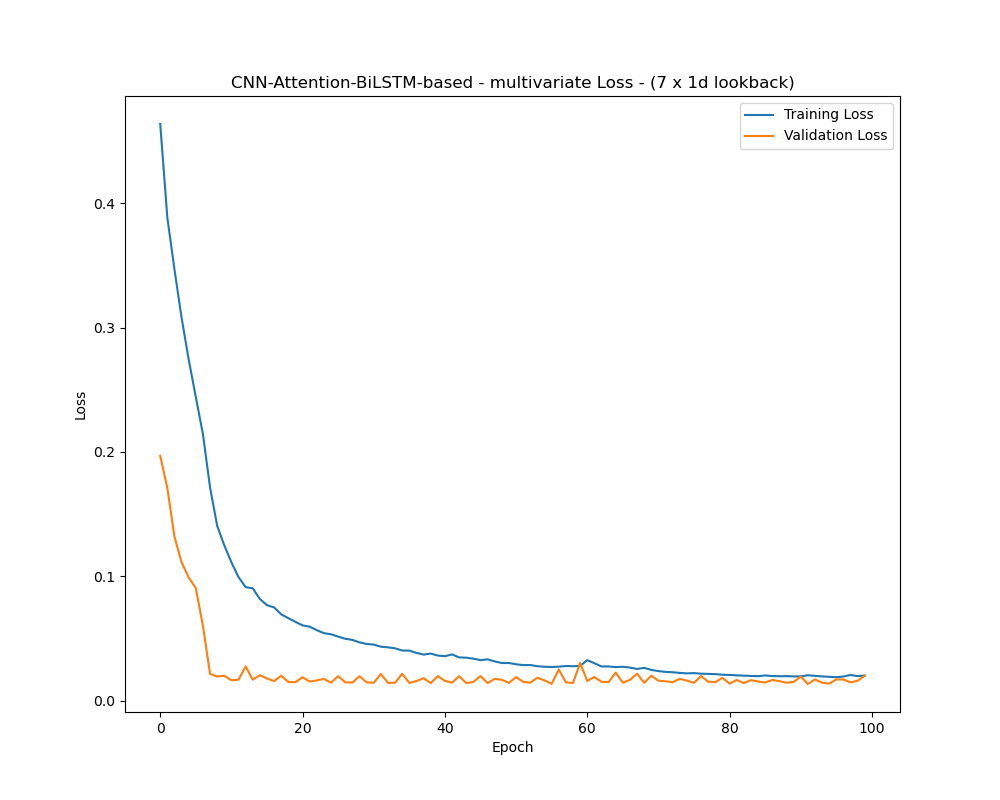 CNN-Attention-BiLSTM-based - multivariate Loss - (7 x 1d lookback)
Training Loss
Validation Loss
0.4
0.3
0.2
0.1
0.0
Loss
0 20 40 60 80 100
Epoch